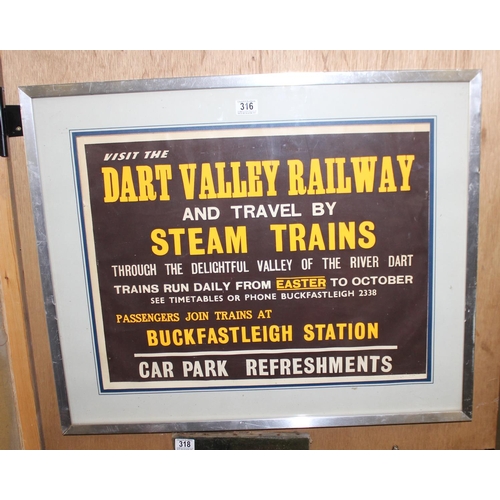 316
VISIT THE
DART VALLEY RAILWAY
AND TRAVEL BY
STEAM TRAINS
THROUGH THE DELIGHTFUL VALLEY OF THE RIVER DART
TRAINS RUN DAILY FROM EASTER TO OCTOBER
SEE TIMETABLES OR PHONE BUCKFASTLEIGH 2338
PASSENGERS JOIN TRAINS AT
BUCKFASTLEIGH STATION
CAR PARK REFRESHMENTS
318